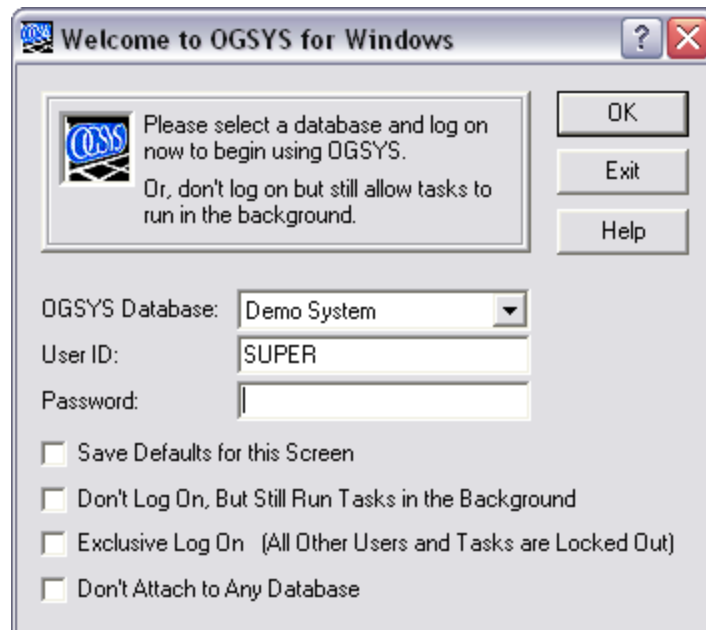 Welcome to OGSYS for Windows
OGSYS
Please select a database and log on
now to begin using OGSYS.
Or, don't log on but still allow tasks to
run in the background.
OK
Exit
Help
OGSYS Database: Demo System
User ID: SUPER
Password:
Save Defaults for this Screen
Don't Log On, But Still Run Tasks in the Background
Exclusive Log On (All Other Users and Tasks are Locked Out)
Don't Attach to Any Database